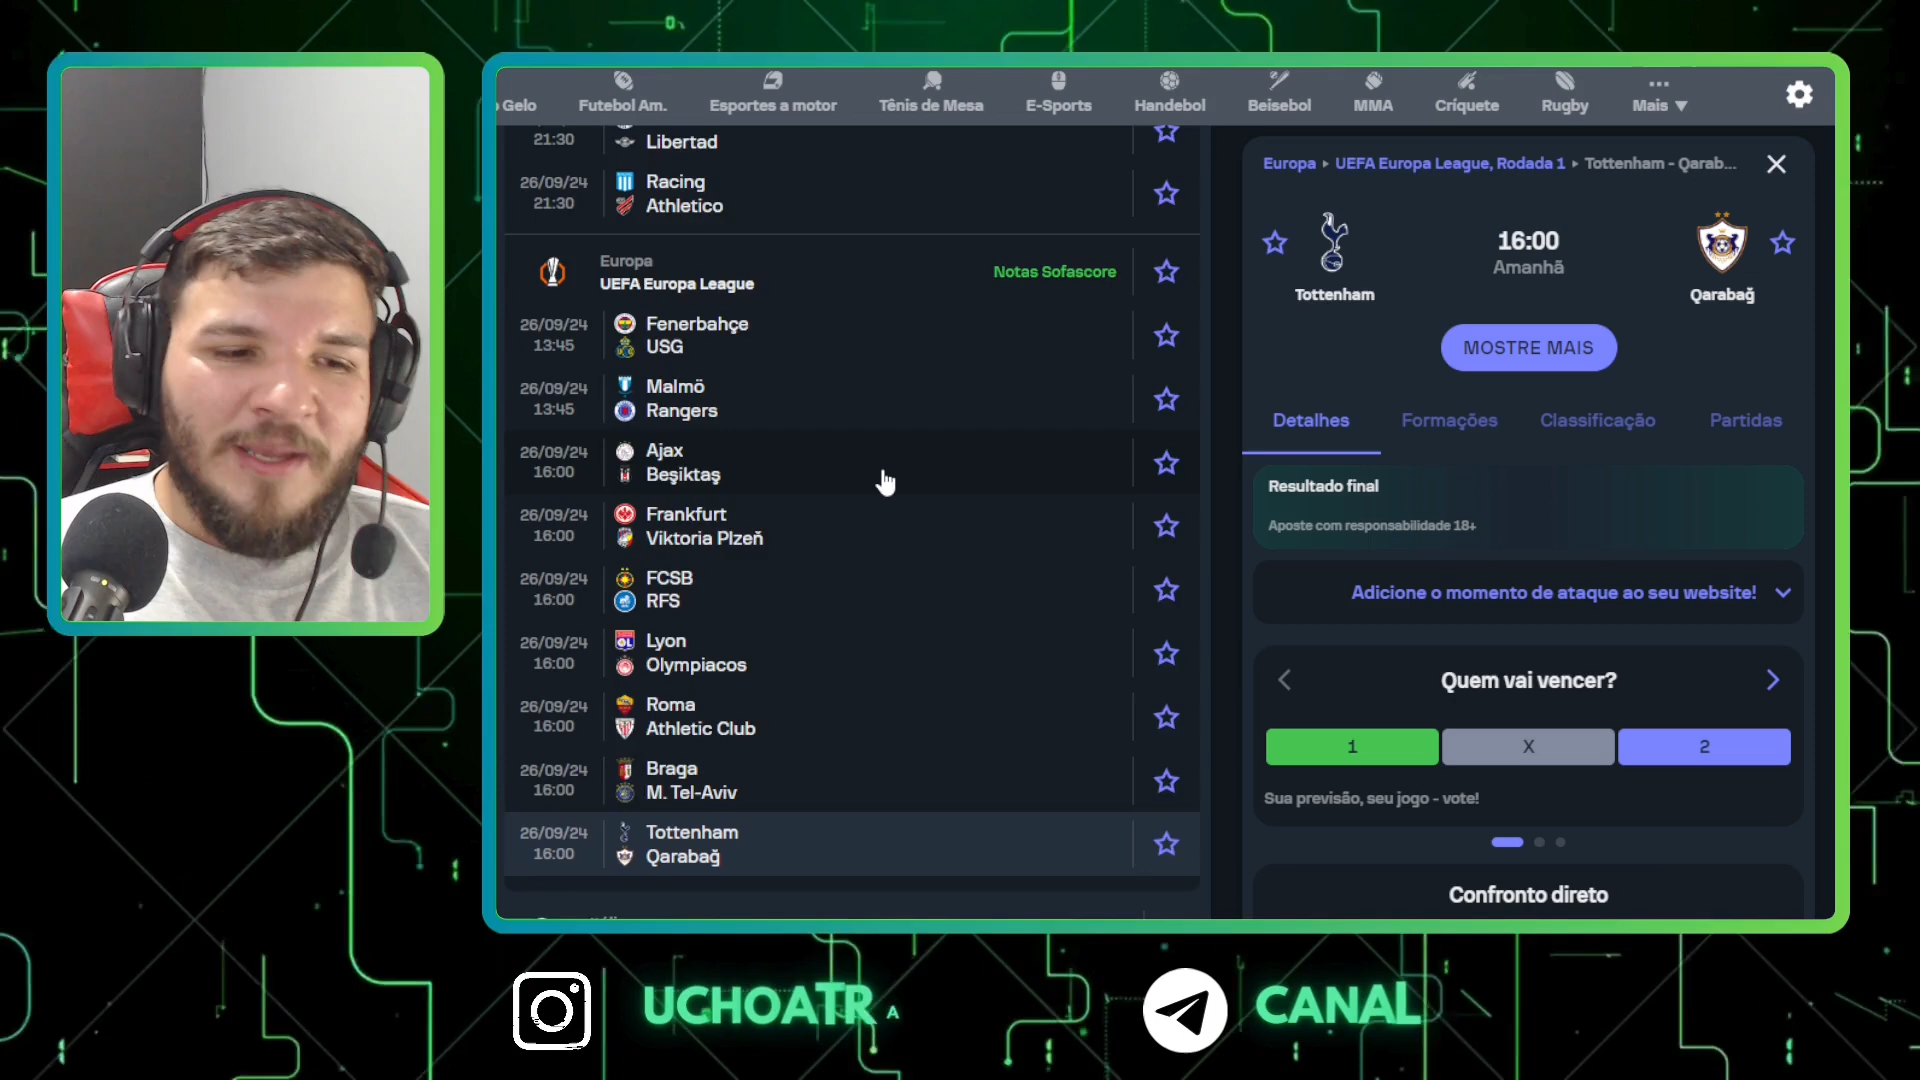 o Gelo
Futebol Am.
Esportes a motor
Tênis de Mesa
E-Sports
Handebol
Beisebol
MMA
Críquete
Rugby
Mais ▼
21:30
Libertad
26/09/24
21:30
Racing
Athletico
Europa
UEFA Europa League
Notas Sofascore
26/09/24
13:45
Fenerbahçe
USG
26/09/24
13:45
Malmö
Rangers
26/09/24
16:00
Ajax
Beşiktaş
26/09/24
16:00
Frankfurt
Viktoria Plzeň
26/09/24
16:00
FCSB
RFS
26/09/24
16:00
Lyon
Olympiacos
26/09/24
16:00
Roma
Athletic Club
26/09/24
16:00
Braga
M. Tel-Aviv
26/09/24
16:00
Tottenham
Qarabağ
Europa ▸ UEFA Europa League, Rodada 1 ▸ Tottenham - Qarab...
16:00
Amanhã
Tottenham
Qarabağ
MOSTRE MAIS
Detalhes
Formações
Classificação
Partidas
Resultado final
Aposte com responsabilidade 18+
Adicione o momento de ataque ao seu website!
Quem vai vencer?
1
X
2
Sua previsão, seu jogo - vote!
Confronto direto
UCHOATR A
CANAL